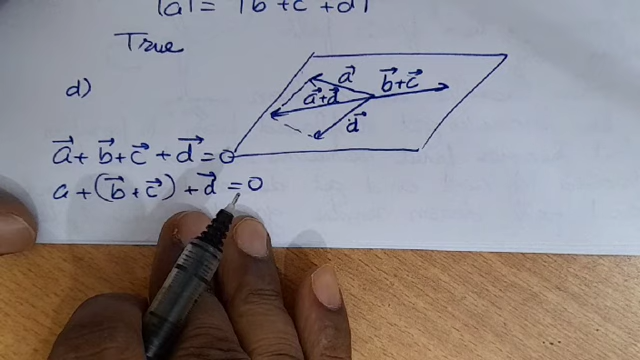 |a| = |b + c + d|
True
d)
a⃗
b⃗+c⃗
a⃗+d⃗
d⃗
a⃗ + b⃗ + c⃗ + d⃗ = 0
a + (b⃗ + c⃗) + d⃗ = 0